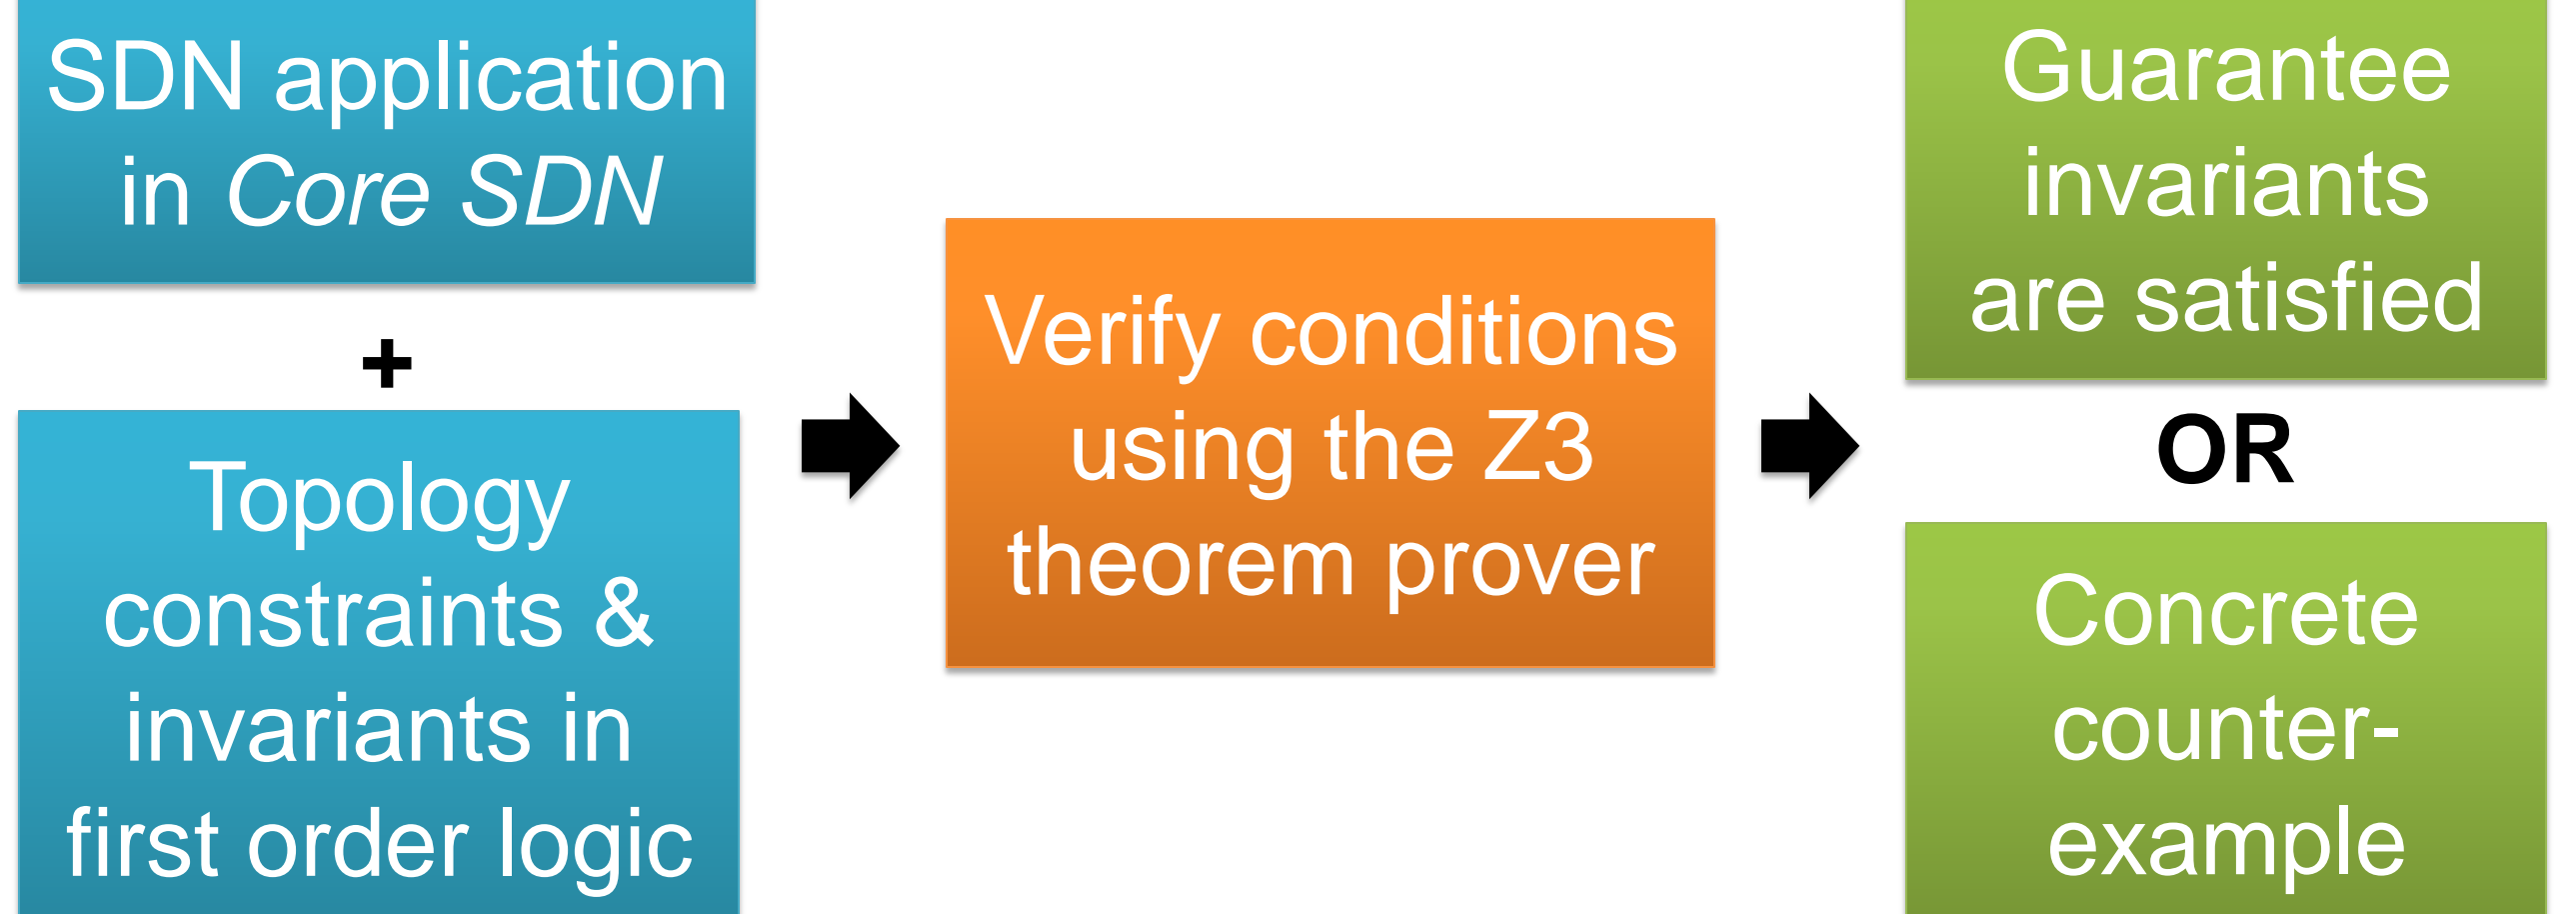 SDN application
in Core SDN
+
Topology
constraints &
invariants in
first order logic
Verify conditions
using the Z3
theorem prover
Guarantee
invariants
are satisfied
OR
Concrete
counter-
example